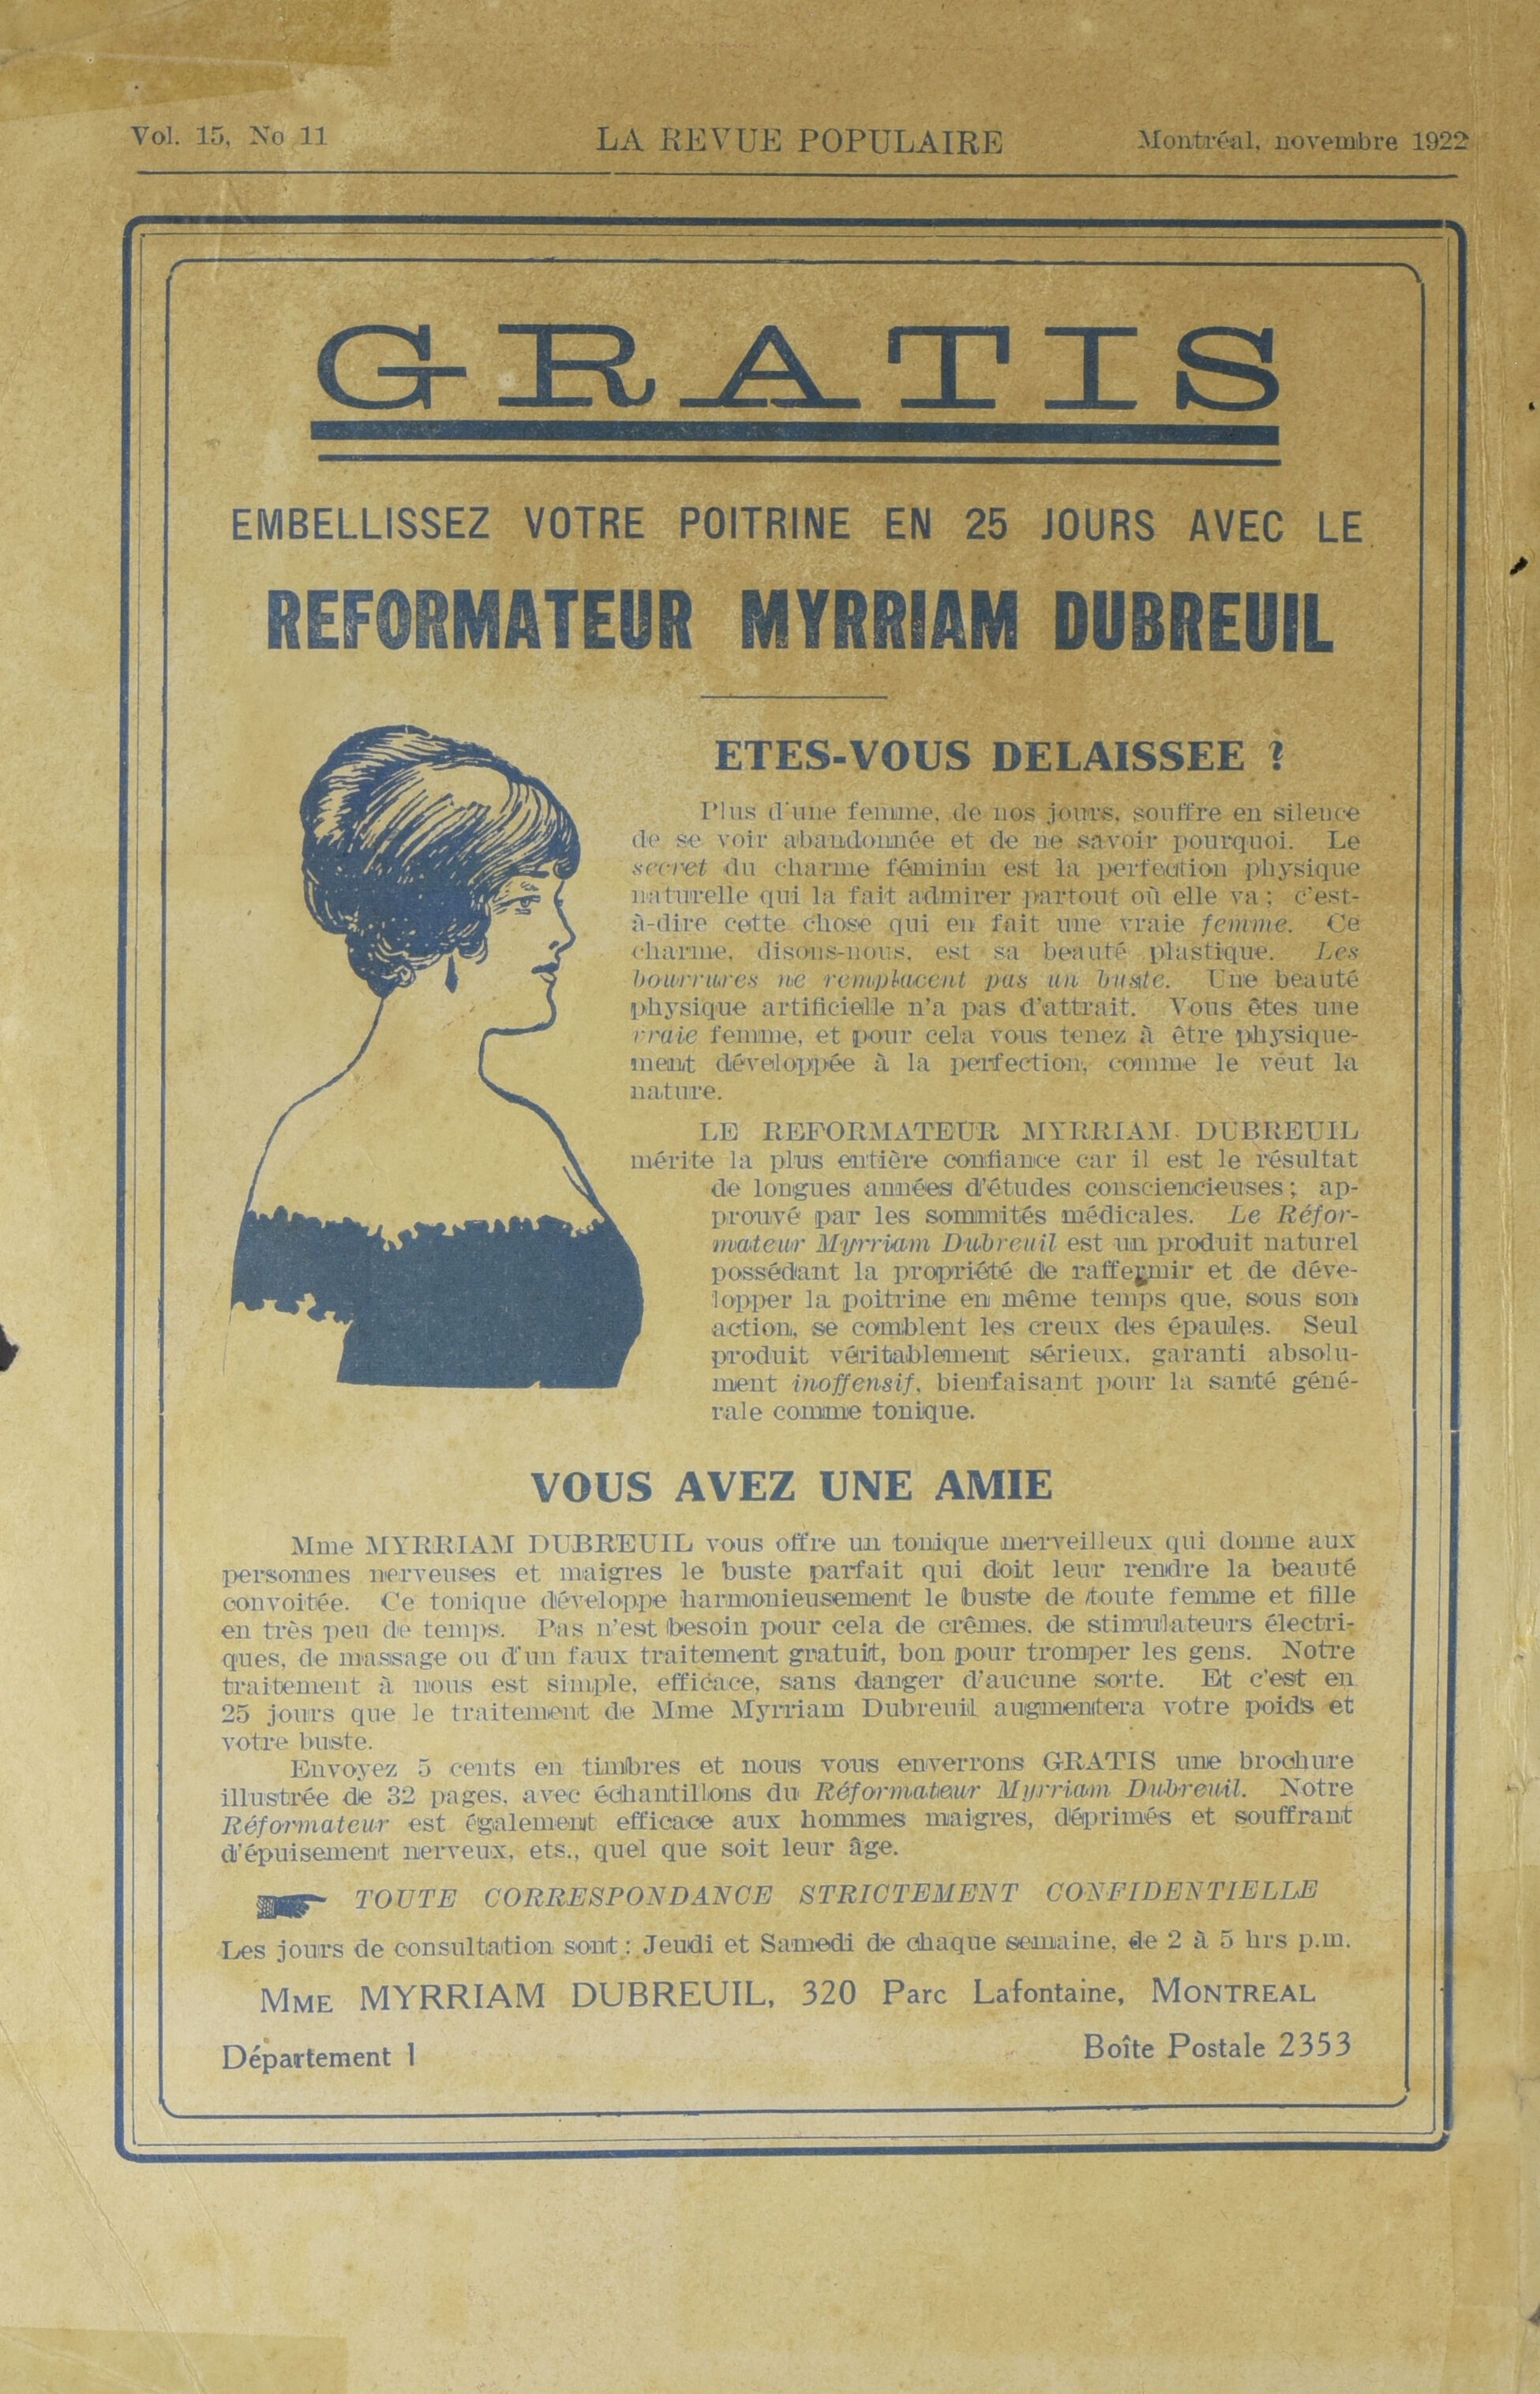 Vol. 15, No 11 LA REVUE POPULAIRE Montréal, novembre 1922
GRATIS
EMBELLISSEZ VOTRE POITRINE EN 25 JOURS AVEC LE
REFORMATEUR MYRRIAM DUBREUIL
ETES-VOUS DELAISSEE ?
Plus d'une femme, de nos jours, souffre en silence
de se voir abandonnée et de ne savoir pourquoi. Le
secret du charme féminin est la perfection physique
naturelle qui la fait admirer partout où elle va ; c'est-
à-dire cette chose qui en fait une vraie femme. Ce
charme, disons-nous, est sa beauté plastique. Les
bourrures ne remplacent pas un buste. Une beauté
physique artificielle n'a pas d'attrait. Vous êtes une
vraie femme, et pour cela vous tenez à être physique-
ment développée à la perfection, comme le veut la
nature.
LE REFORMATEUR MYRRIAM DUBREUIL
mérite la plus entière confiance car il est le résultat
de longues années d'études consciencieuses ; ap-
prouvé par les sommités médicales. Le Réfor-
mateur Myrriam Dubreuil est un produit naturel
possédant la propriété de raffermir et de déve-
lopper la poitrine en même temps que, sous son
action, se comblent les creux des épaules. Seul
produit véritablement sérieux, garanti absolu-
ment inoffensif, bienfaisant pour la santé géné-
rale comme tonique.
VOUS AVEZ UNE AMIE
Mme MYRRIAM DUBREUIL vous offre un tonique merveilleux qui donne aux
personnes nerveuses et maigres le buste parfait qui doit leur rendre la beauté
convoitée. Ce tonique développe harmonieusement le buste de toute femme et fille
en très peu de temps. Pas n'est besoin pour cela de crêmes, de stimulateurs électri-
ques, de massage ou d'un faux traitement gratuit, bon pour tromper les gens. Notre
traitement à nous est simple, efficace, sans danger d'aucune sorte. Et c'est en
25 jours que le traitement de Mme Myrriam Dubreuil augmentera votre poids et
votre buste.
Envoyez 5 cents en timbres et nous vous enverrons GRATIS une brochure
illustrée de 32 pages, avec échantillons du Réformateur Myrriam Dubreuil. Notre
Réformateur est également efficace aux hommes maigres, déprimés et souffrant
d'épuisement nerveux, ets., quel que soit leur âge.
TOUTE CORRESPONDANCE STRICTEMENT CONFIDENTIELLE
Les jours de consultation sont : Jeudi et Samedi de chaque semaine, de 2 à 5 hrs p.m.
MME MYRRIAM DUBREUIL, 320 Parc Lafontaine, MONTREAL
Département 1 Boîte Postale 2353